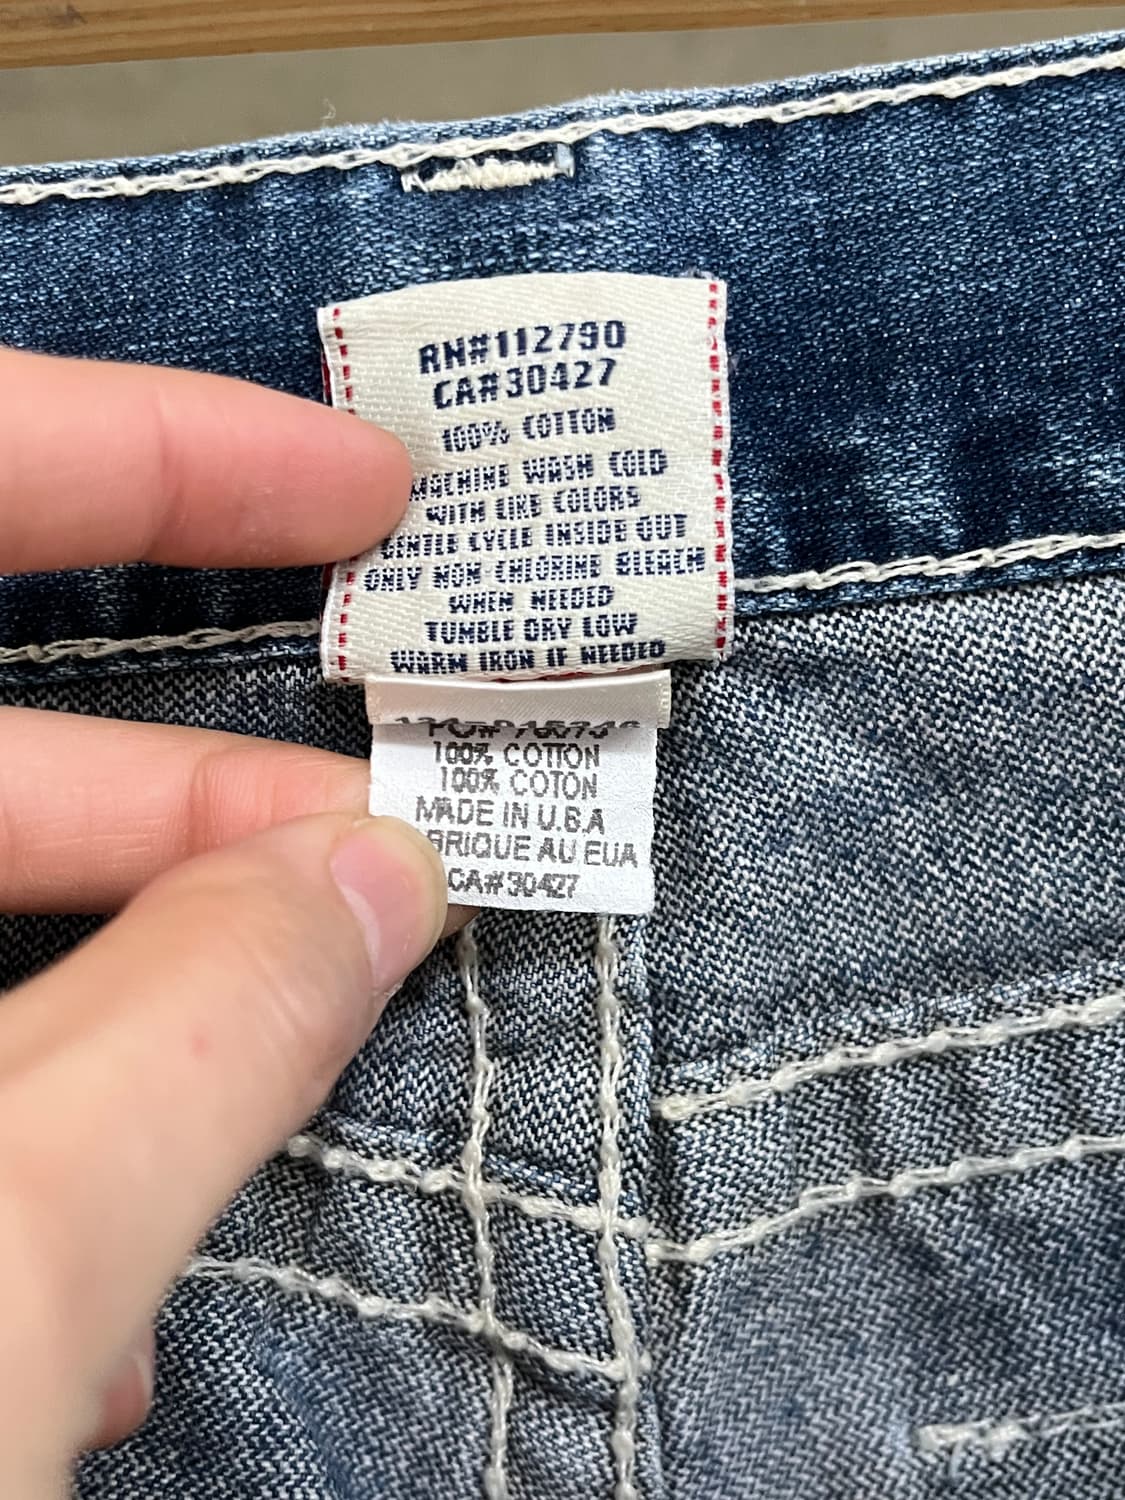 RN#112790
CA#30427
100% COTTON
MACHINE WASH COLD
WITH LIKE COLORS
GENTLE CYCLE INSIDE OUT
ONLY NON-CHLORINE BLEACH
WHEN NEEDED
TUMBLE DRY LOW
WARM IRON IF NEEDED
100% COTTON
100% COTON
MADE IN U.S.A
BRIQUE AU EUA
CA#30427